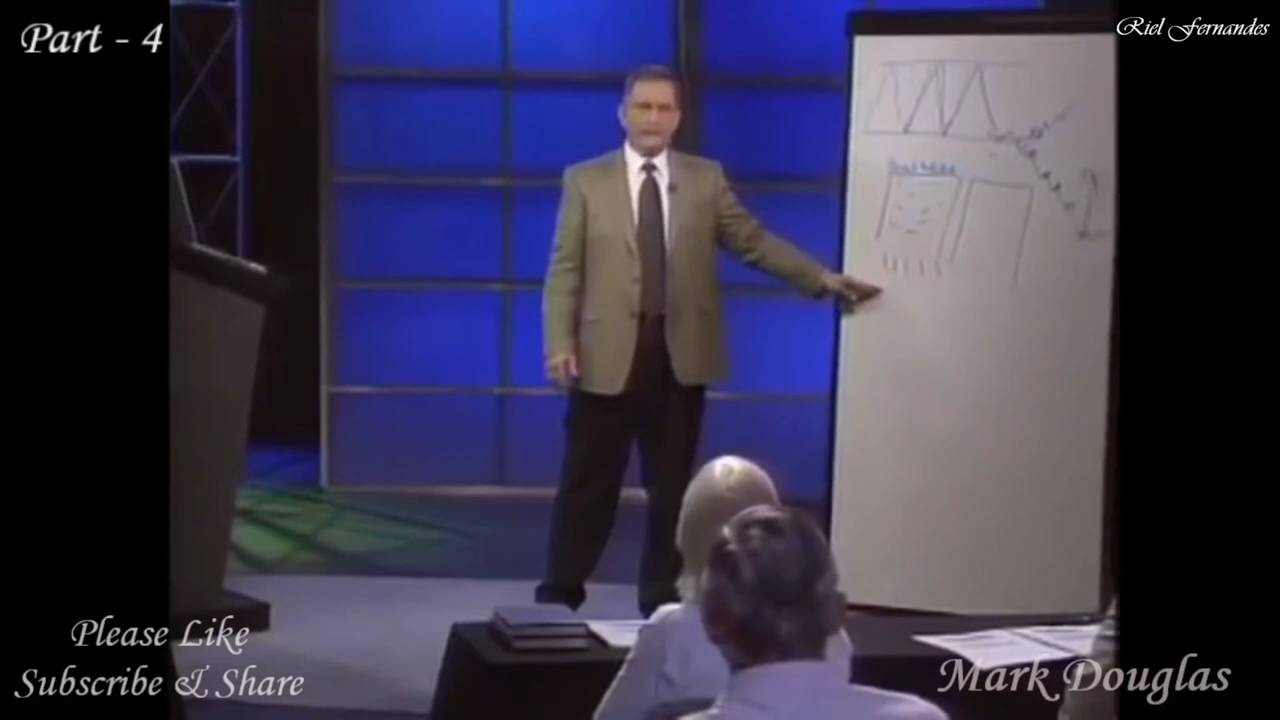 Part - 4
Riel Fernandes
Please Like
Subscribe & Share
Mark Douglas